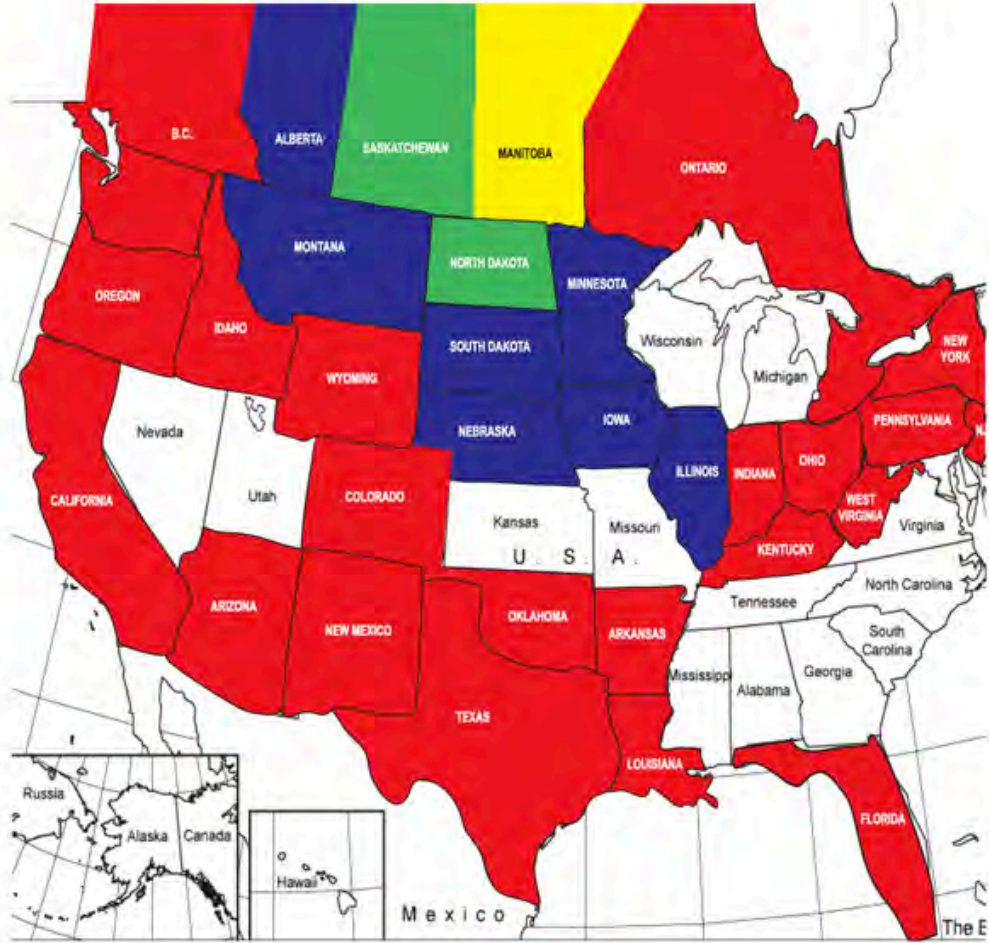 B.C.
ALBERTA
SASKATCHEWAN
MANITOBA
ONTARIO
MONTANA
NORTH DAKOTA
MINNESOTA
OREGON
IDAHO
SOUTH DAKOTA
Wisconsin
NEW
YORK
WYOMING
Michigan
NEBRASKA
IOWA
PENNSYLVANIA
Nevada
ILLINOIS
INDIANA
OHIO
CALIFORNIA
Utah
COLORADO
WEST
VIRGINIA
Kansas
Missouri
Virginia
U. S. A.
KENTUCKY
North Carolina
ARIZONA
NEW MEXICO
OKLAHOMA
ARKANSAS
Tennessee
South
Carolina
Mississippi
Alabama
Georgia
TEXAS
LOUISIANA
FLORIDA
Russia
Alaska
Canada
Hawaii
Mexico
The